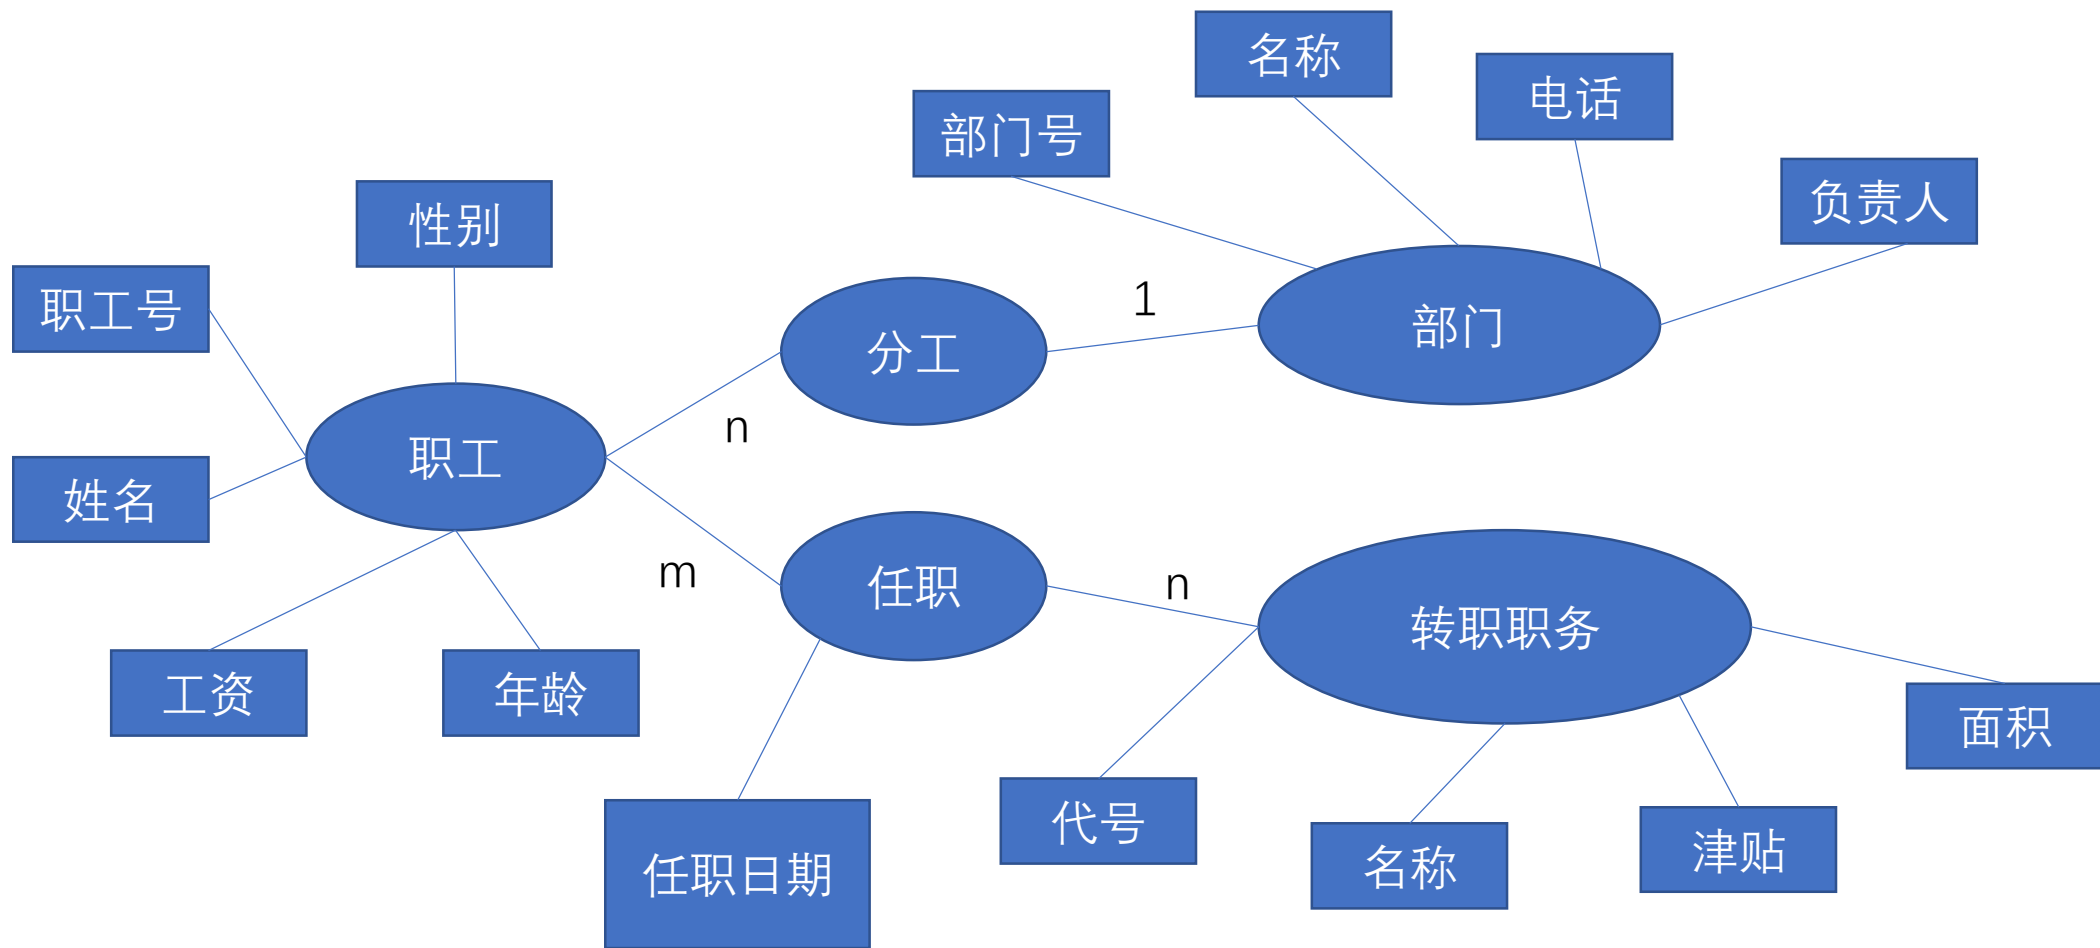 名称
电话
部门号
负责人
性别
职工号
1
分工
部门
n
职工
姓名
m
任职
n
转职职务
工资
年龄
面积
代号
名称
津贴
任职日期